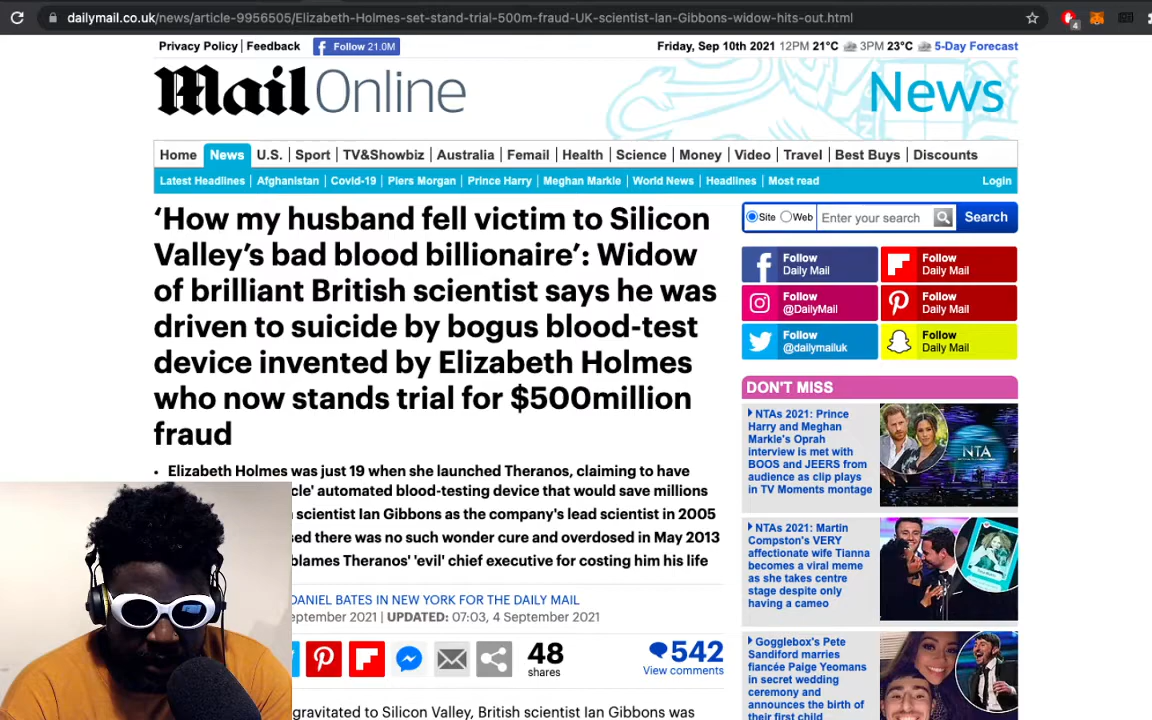 dailymail.co.uk/news/article-9956505/Elizabeth-Holmes-set-stand-trial-500m-fraud-UK-scientist-Ian-Gibbons-widow-hits-out.html
4
Privacy Policy Feedback Follow 21.0M Friday, Sep 10th 2021 12PM 21°C 3PM 23°C 5-Day Forecast
Mail Online News
Home News U.S. Sport TV&Showbiz Australia Femail Health Science Money Video Travel Best Buys Discounts
Latest Headlines Afghanistan Covid-19 Piers Morgan Prince Harry Meghan Markle World News Headlines Most read Login
‘How my husband fell victim to Silicon
Valley’s bad blood billionaire’: Widow
of brilliant British scientist says he was
driven to suicide by bogus blood-test
device invented by Elizabeth Holmes
who now stands trial for $500million
fraud
• Elizabeth Holmes was just 19 when she launched Theranos, claiming to have
cle' automated blood-testing device that would save millions
scientist Ian Gibbons as the company's lead scientist in 2005
sed there was no such wonder cure and overdosed in May 2013
blames Theranos' 'evil' chief executive for costing him his life
DANIEL BATES IN NEW YORK FOR THE DAILY MAIL
eptember 2021 | UPDATED: 07:03, 4 September 2021
48
shares
542
View comments
gravitated to Silicon Valley, British scientist Ian Gibbons was
Site Web Enter your search Search
Follow
Daily Mail
Follow
Daily Mail
Follow
@DailyMail
Follow
Daily Mail
Follow
@dailymailuk
Follow
Daily Mail
DON'T MISS
NTAs 2021: Prince
Harry and Meghan
Markle's Oprah
interview is met with
BOOS and JEERS from
audience as clip plays
in TV Moments montage
NTA
NTAs 2021: Martin
Compston's VERY
affectionate wife Tianna
becomes a viral meme
as she takes centre
stage despite only
having a cameo
Gogglebox's Pete
Sandiford marries
fiancée Paige Yeomans
in secret wedding
ceremony and
announces the birth of
their first child